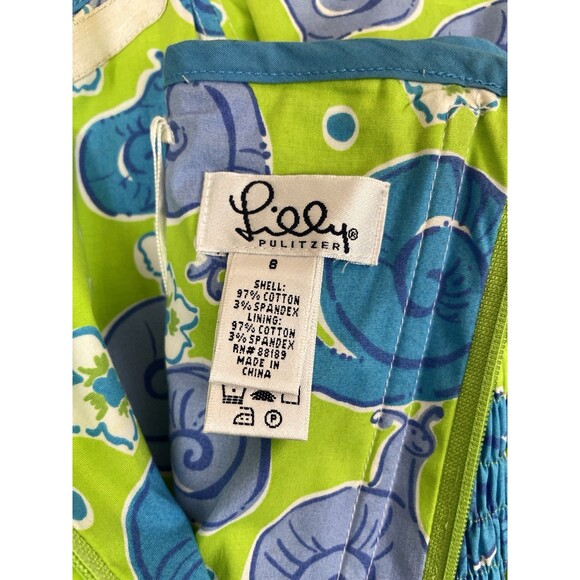 Lilly®
PULITZER
8
SHELL:
97% COTTON
3% SPANDEX
LINING:
97% COTTON
3% SPANDEX
RN# 88189
MADE IN
CHINA
P